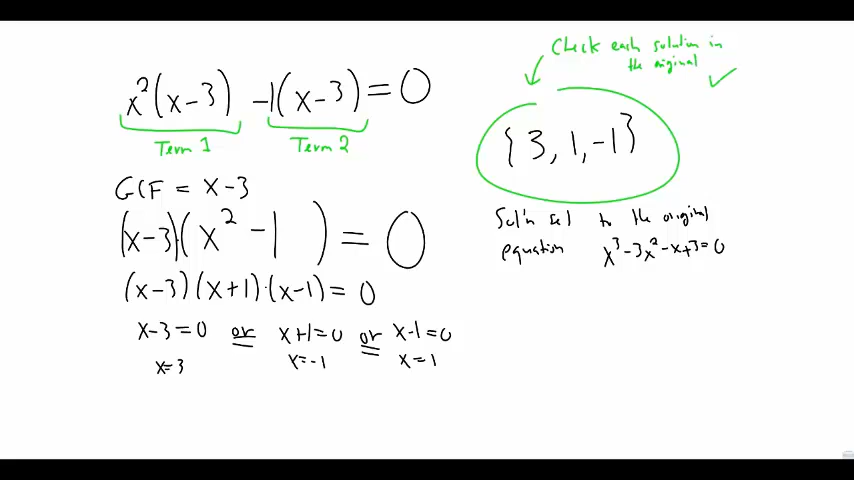 x²(x-3) -1(x-3) = 0
Term 1 Term 2
GCF = x-3
(x-3)·(x² -1 ) = 0
(x-3)(x+1)·(x-1) = 0
x-3=0 or x+1=0 or x-1=0
x=3 x=-1 x=1
Check each solution in
the original
{3, 1, -1}
Sol'n set to the original
equation x³-3x²-x+3=0